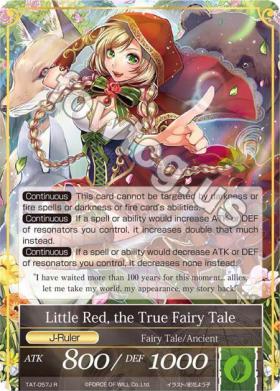 Continuous This card cannot be targeted by darkness or
fire spells or darkness or fire card's abilities.
Continuous If a spell or ability would increase ATK or DEF
of resonators you control, it increases double that much
instead.
Continuous If a spell or ability would decrease ATK or DEF
of resonators you control, it decreases none instead.
"I have waited more than 100 years for this moment... allies,
let me take out my wings, my appearance, my story back!"
Little Red, the True Fairy Tale
J-Ruler
Fairy Tale/Ancient
ATK 800 / DEF 1000
TAT-057J R ©FORCE OF WILL Co.,Ltd.